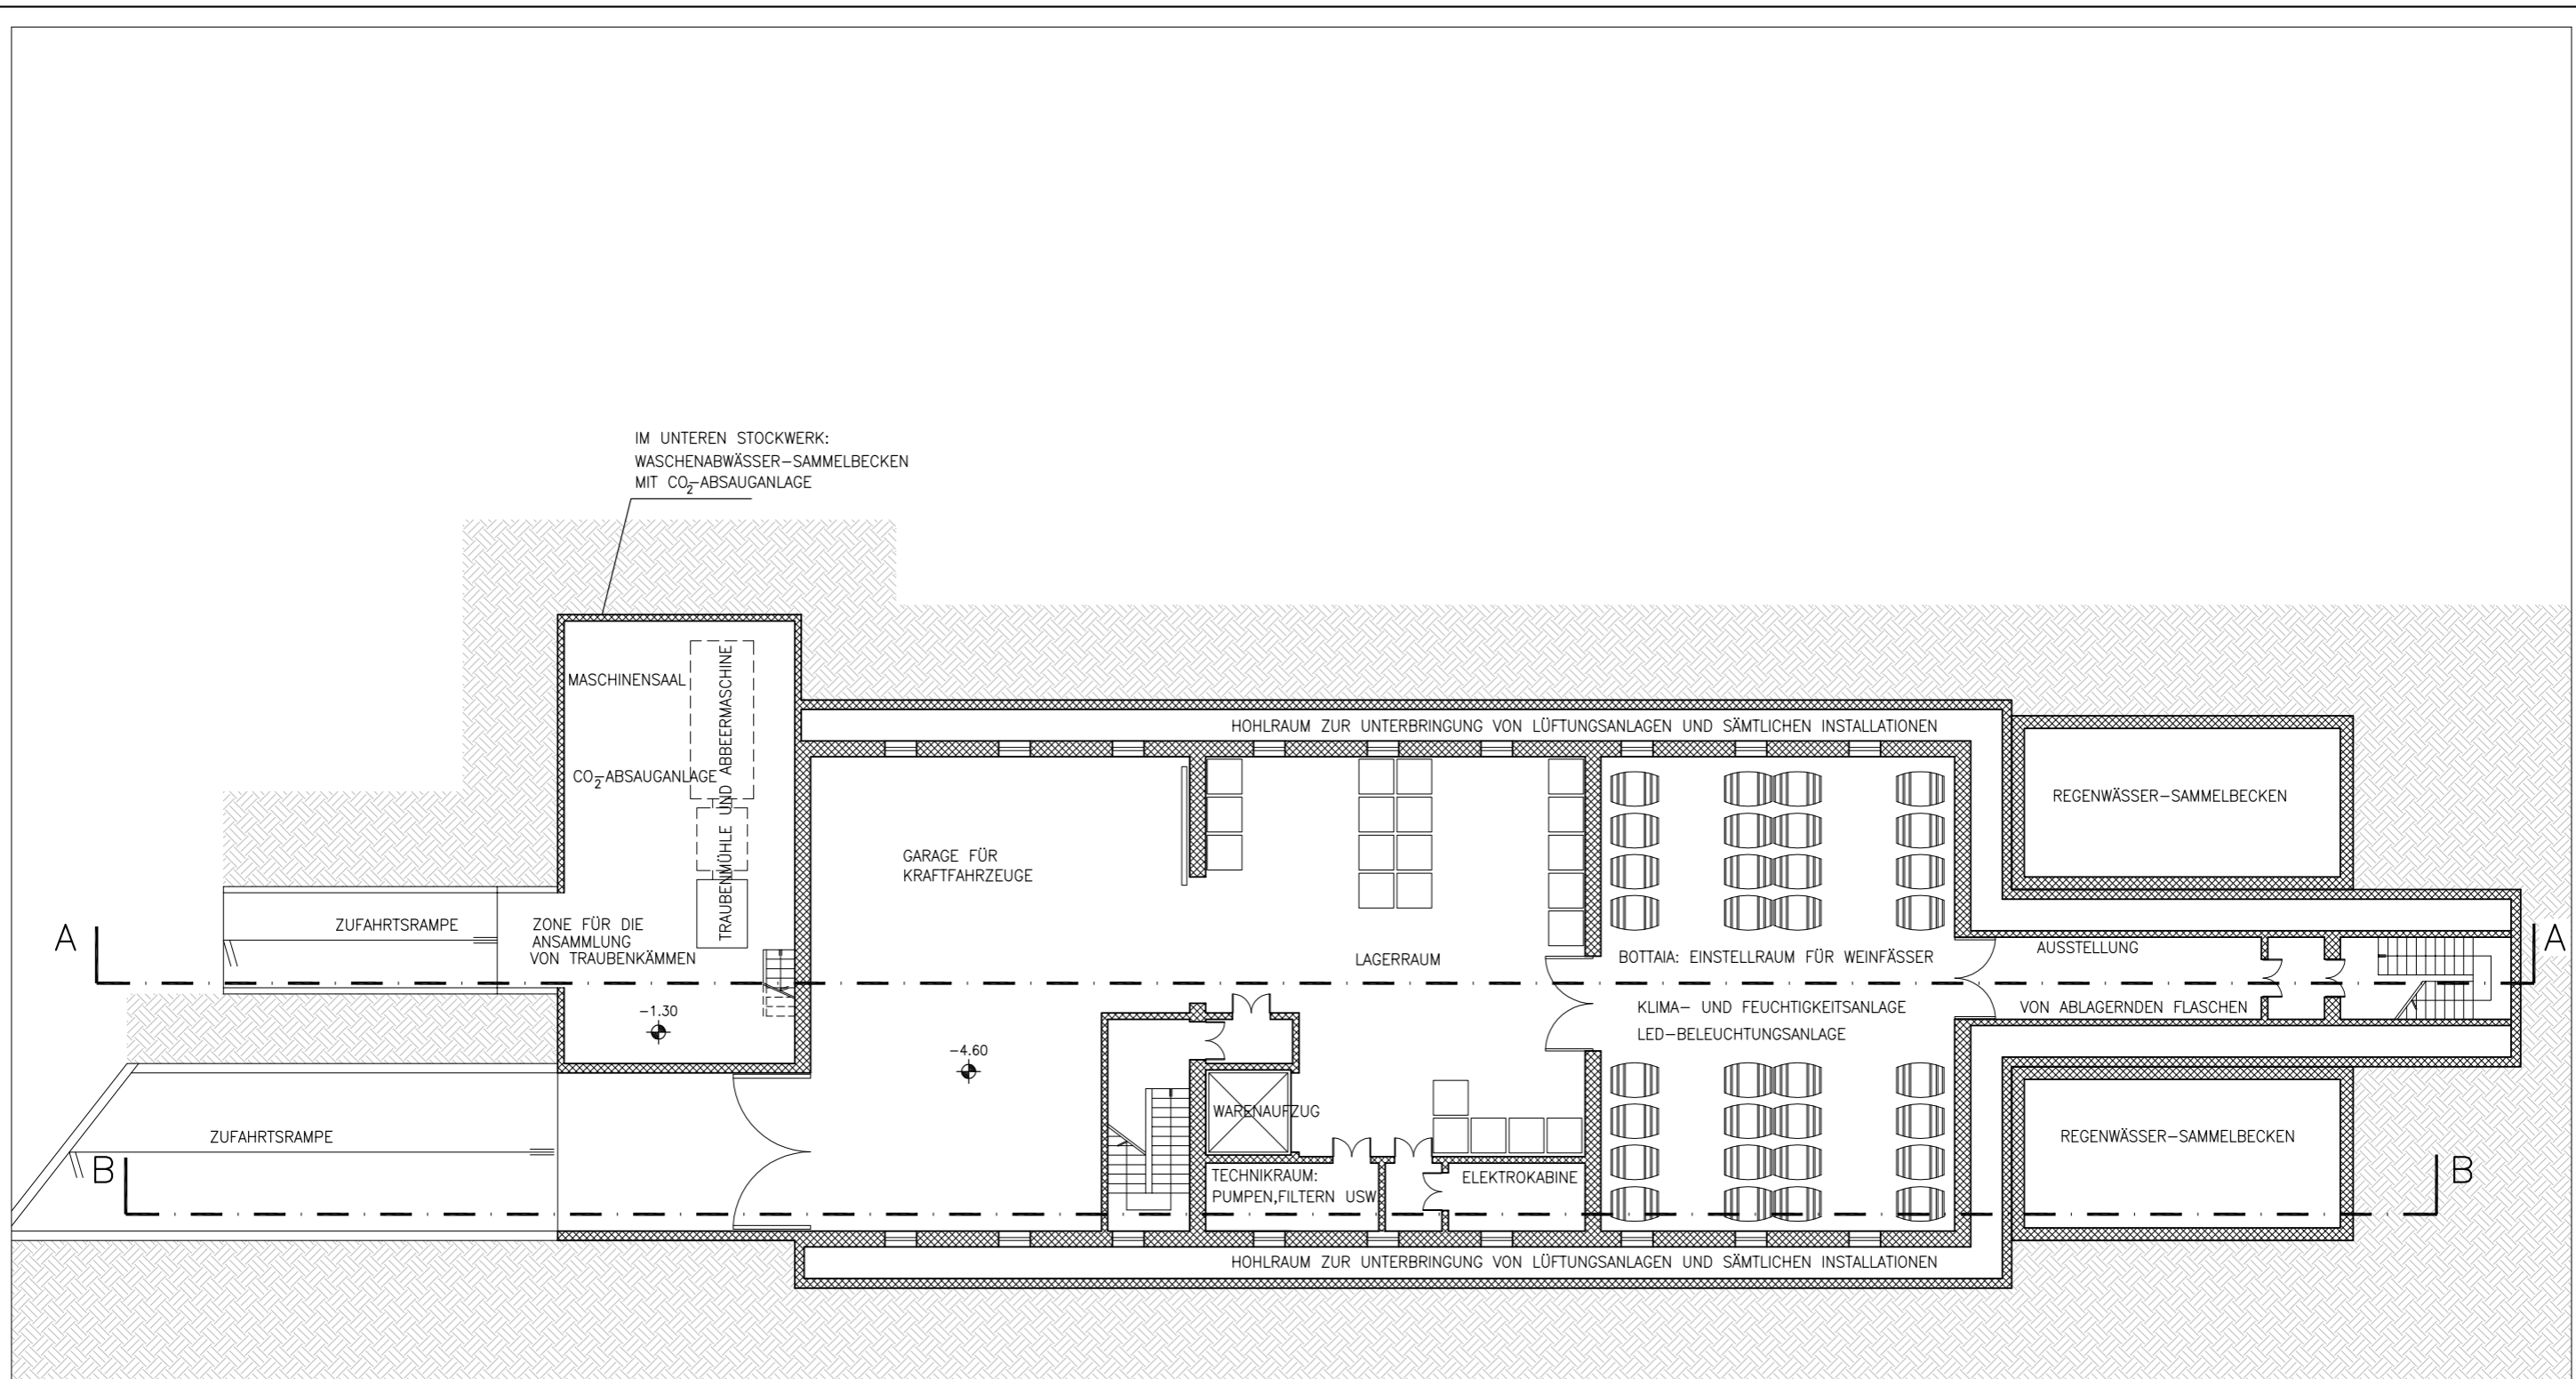 IM UNTEREN STOCKWERK:
WASCHENABWÄSSER-SAMMELBECKEN
MIT CO2-ABSAUGANLAGE
MASCHINENSAAL
TRAUBENMÜHLE UND ABBEERMASCHINE
CO2-ABSAUGANLAGE
HOHLRAUM ZUR UNTERBRINGUNG VON LÜFTUNGSANLAGEN UND SÄMTLICHEN INSTALLATIONEN
REGENWÄSSER-SAMMELBECKEN
GARAGE FÜR
KRAFTFAHRZEUGE
A
ZUFAHRTSRAMPE
ZONE FÜR DIE
ANSAMMLUNG
VON TRAUBENKÄMMEN
-1.30
-4.60
LAGERRAUM
BOTTAIA: EINSTELLRAUM FÜR WEINFÄSSER
KLIMA- UND FEUCHTIGKEITSANLAGE
LED-BELEUCHTUNGSANLAGE
AUSSTELLUNG
VON ABLAGERNDEN FLASCHEN
A
WARENAUFZUG
ZUFAHRTSRAMPE
B
TECHNIKRAUM:
PUMPEN,FILTERN USW
ELEKTROKABINE
REGENWÄSSER-SAMMELBECKEN
B
HOHLRAUM ZUR UNTERBRINGUNG VON LÜFTUNGSANLAGEN UND SÄMTLICHEN INSTALLATIONEN